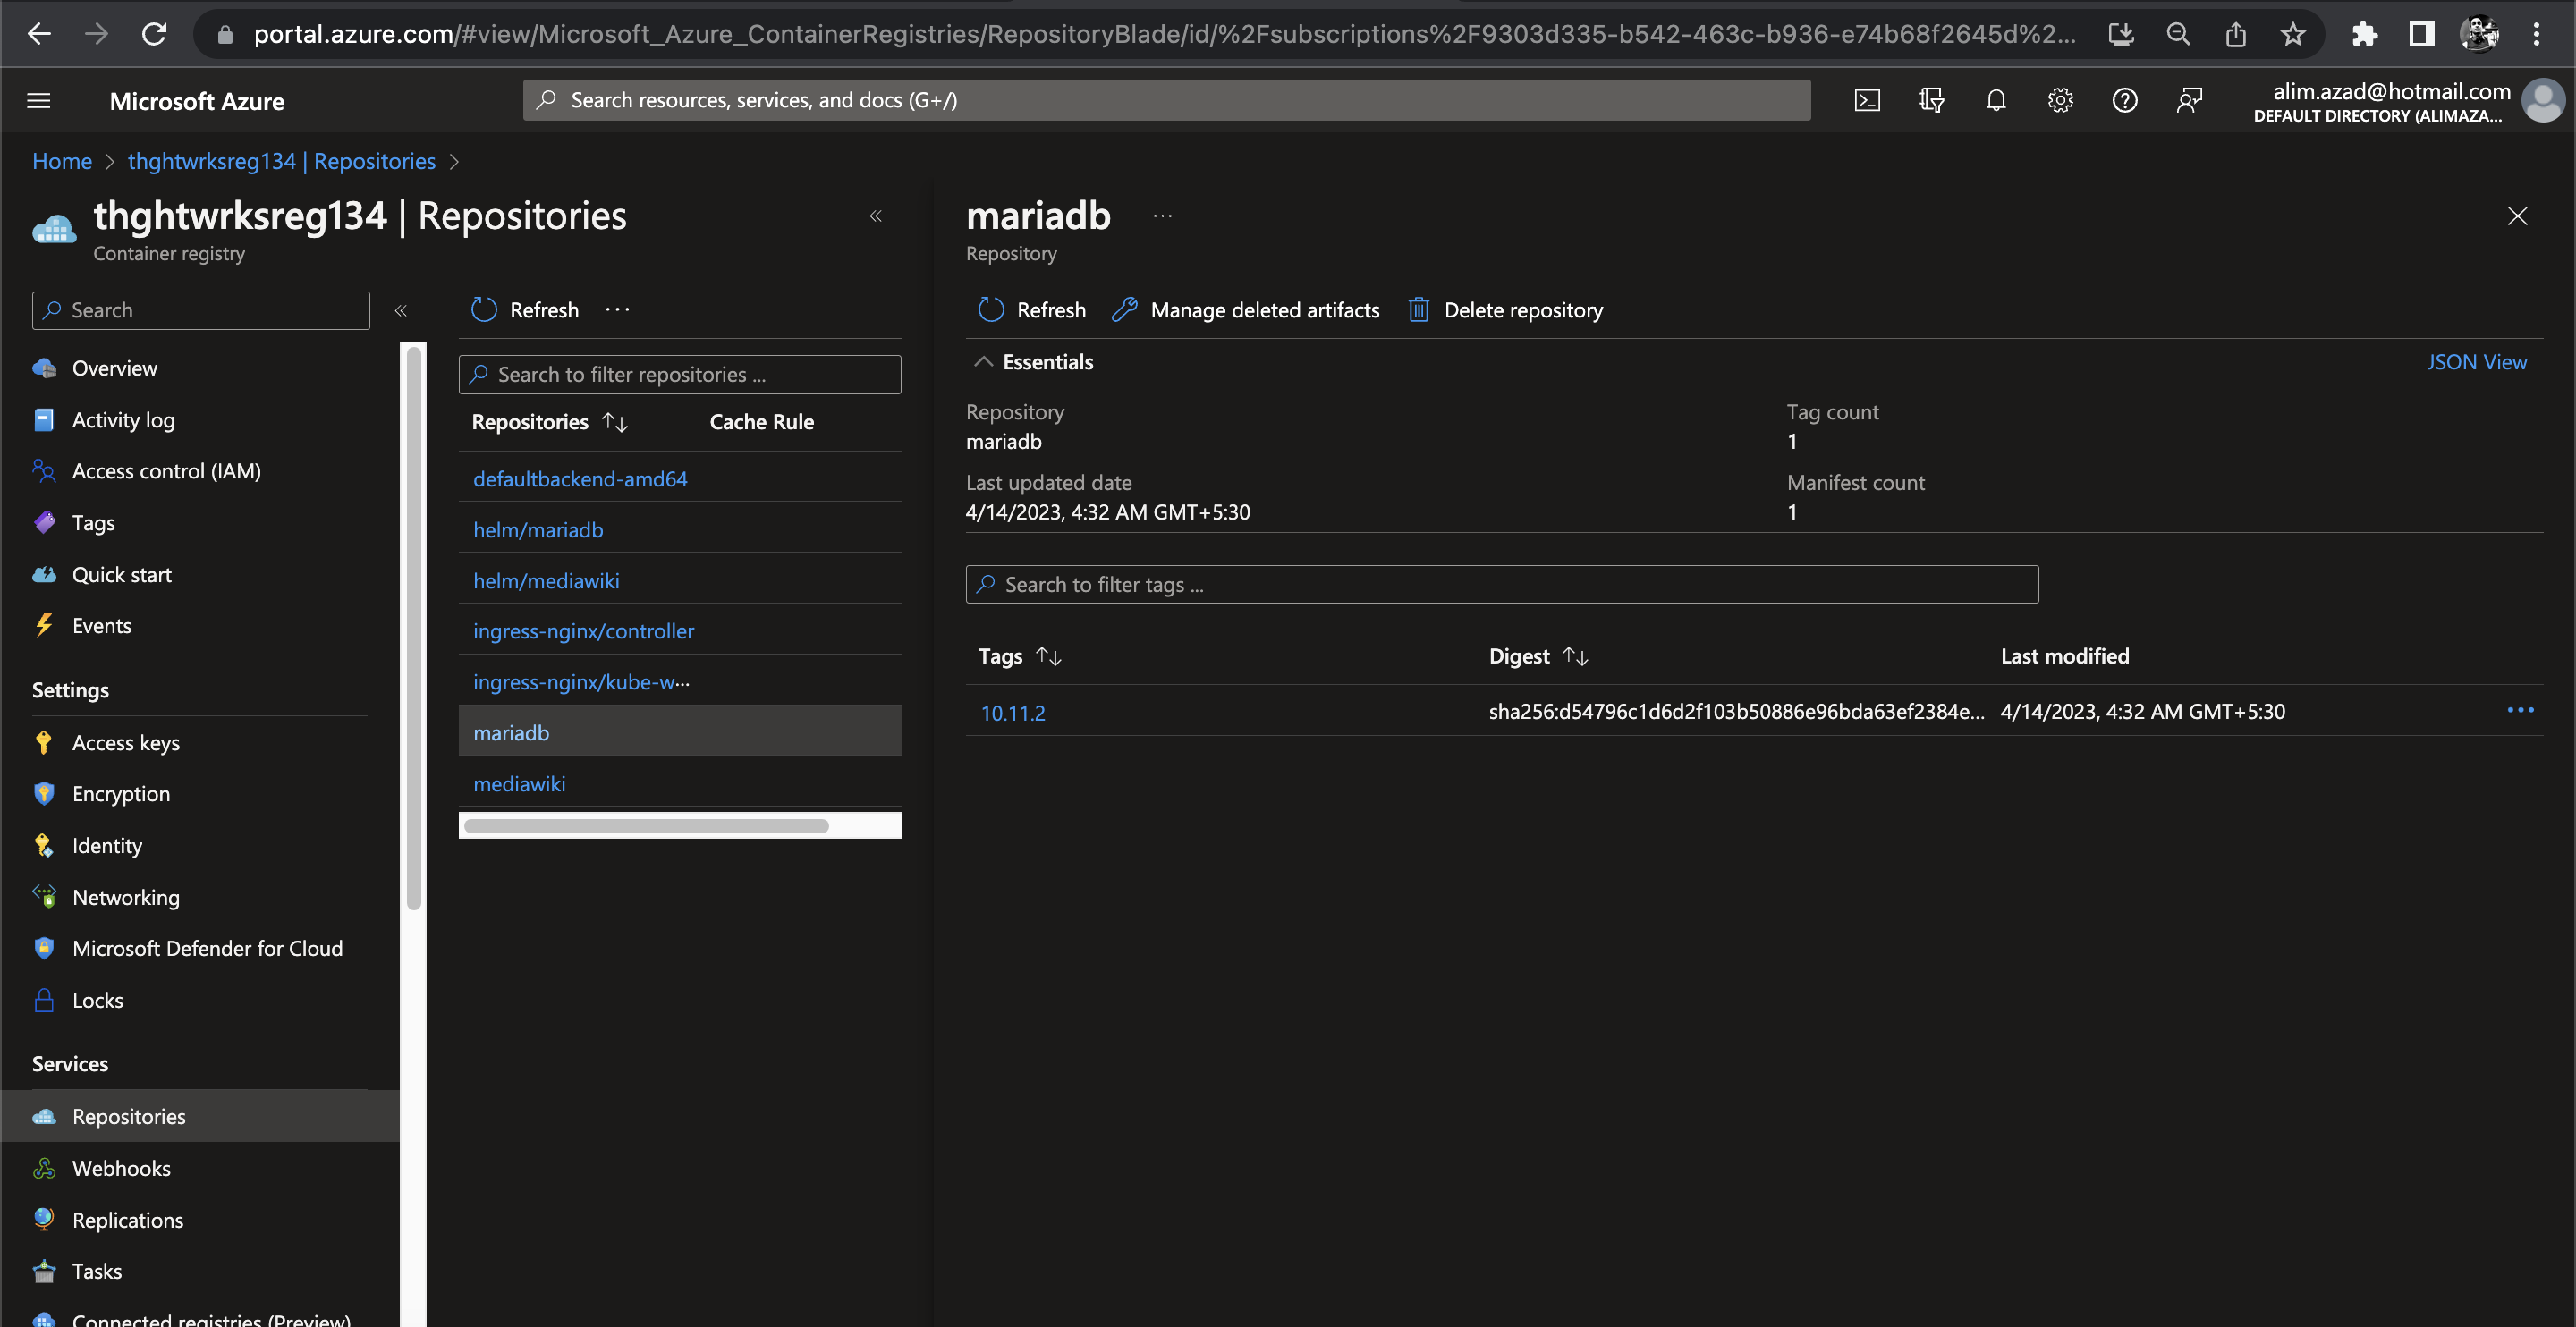 portal.azure.com/#view/Microsoft_Azure_ContainerRegistries/RepositoryBlade/id/%2Fsubscriptions%2F9303d335-b542-463c-b936-e74b68f2645d%2...
Microsoft Azure
Search resources, services, and docs (G+/)
alim.azad@hotmail.com
DEFAULT DIRECTORY (ALIMAZA...
Home > thghtwrksreg134 | Repositories >
thghtwrksreg134 | Repositories
Container registry
Search
Overview
Activity log
Access control (IAM)
Tags
Quick start
Events
Settings
Access keys
Encryption
Identity
Networking
Microsoft Defender for Cloud
Locks
Services
Repositories
Webhooks
Replications
Tasks
Connected registries (Preview)
Refresh ...
Search to filter repositories ...
Repositories Cache Rule
defaultbackend-amd64
helm/mariadb
helm/mediawiki
ingress-nginx/controller
ingress-nginx/kube-w...
mariadb
mediawiki
mariadb ...
Repository
Refresh Manage deleted artifacts Delete repository
Essentials JSON View
Repository Tag count
mariadb 1
Last updated date Manifest count
4/14/2023, 4:32 AM GMT+5:30 1
Search to filter tags ...
Tags Digest Last modified
10.11.2 sha256:d54796c1d6d2f103b50886e96bda63ef2384e... 4/14/2023, 4:32 AM GMT+5:30 ...